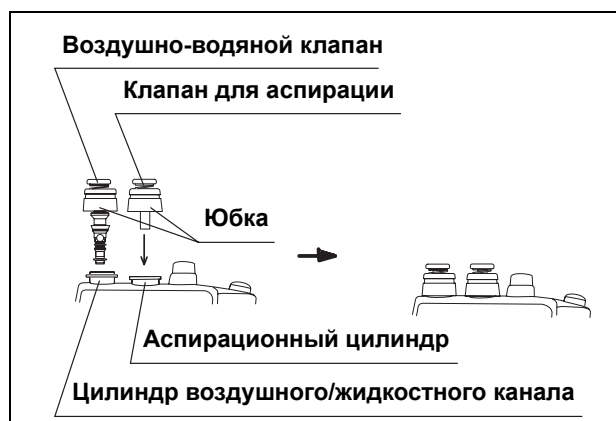 Воздушно-водяной клапан
Клапан для аспирации
Юбка
Аспирационный цилиндр
Цилиндр воздушного/жидкостного канала